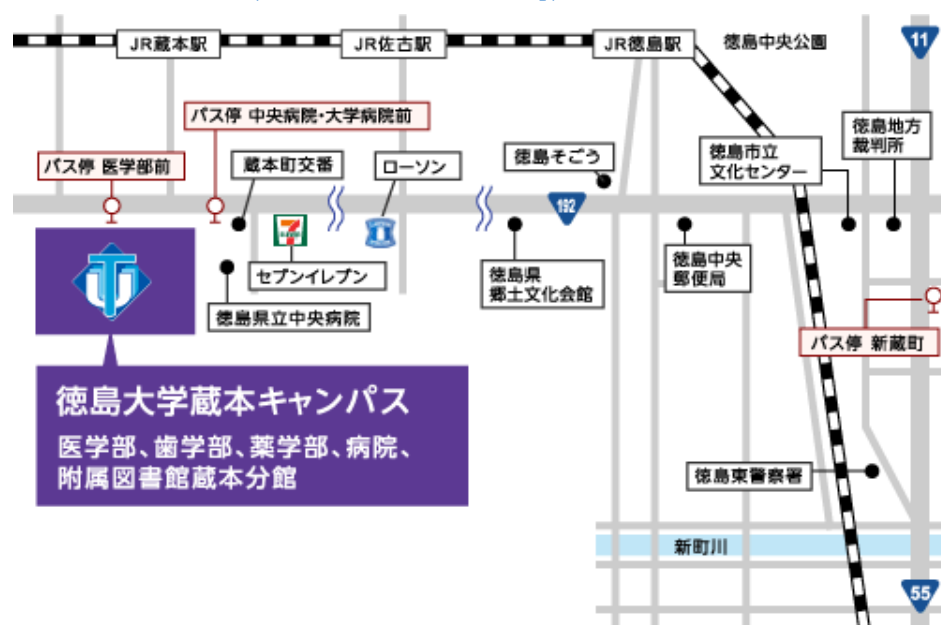 JR蔵本駅
JR佐古駅
JR徳島駅
徳島中央公園
11
バス停 中央病院・大学病院前
徳島地方
裁判所
バス停 医学部前
蔵本町交番
ローソン
徳島そごう
徳島市立
文化センター
192
7
セブンイレブン
徳島県
郷土文化会館
徳島中央
郵便局
徳島県立中央病院
バス停 新蔵町
徳島大学蔵本キャンパス
医学部、歯学部、薬学部、病院、
附属図書館蔵本分館
徳島東警察署
新町川
55